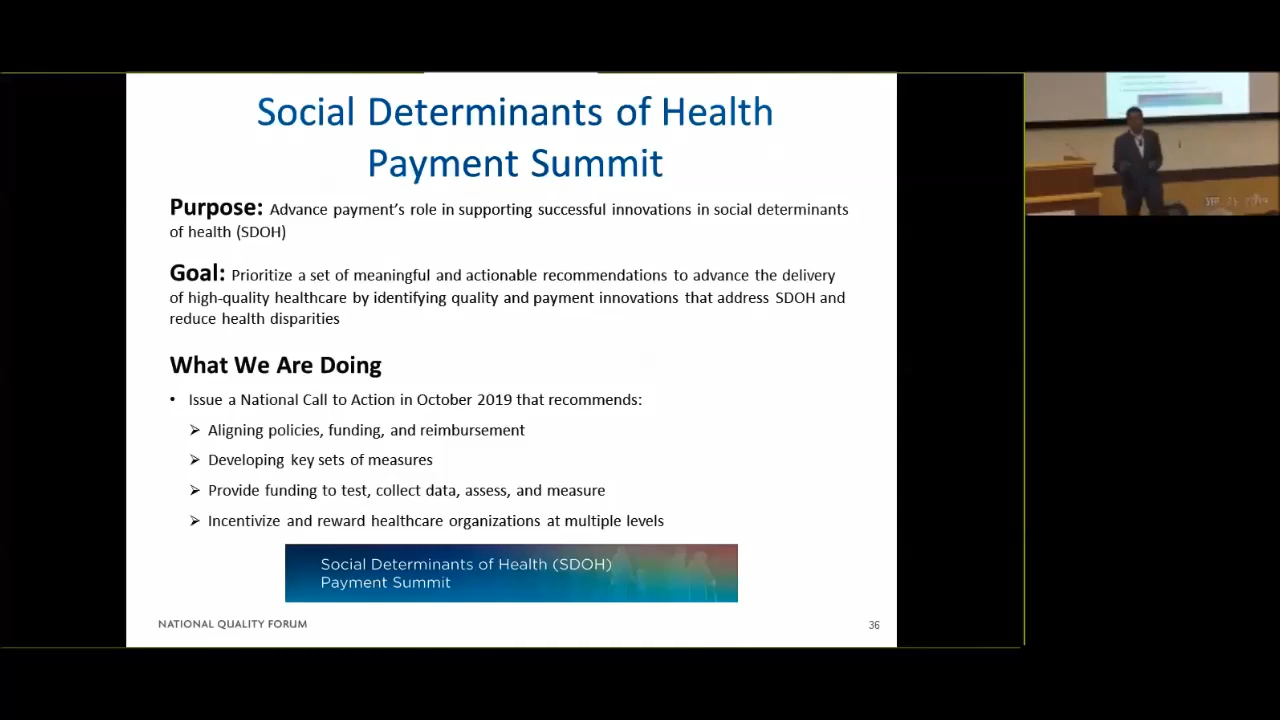 Social Determinants of Health
Payment Summit
Purpose: Advance payment's role in supporting successful innovations in social determinants
of health (SDOH)
Goal: Prioritize a set of meaningful and actionable recommendations to advance the delivery
of high-quality healthcare by identifying quality and payment innovations that address SDOH and
reduce health disparities
What We Are Doing
• Issue a National Call to Action in October 2019 that recommends:
➢ Aligning policies, funding, and reimbursement
➢ Developing key sets of measures
➢ Provide funding to test, collect data, assess, and measure
➢ Incentivize and reward healthcare organizations at multiple levels
Social Determinants of Health (SDOH)
Payment Summit
NATIONAL QUALITY FORUM
36